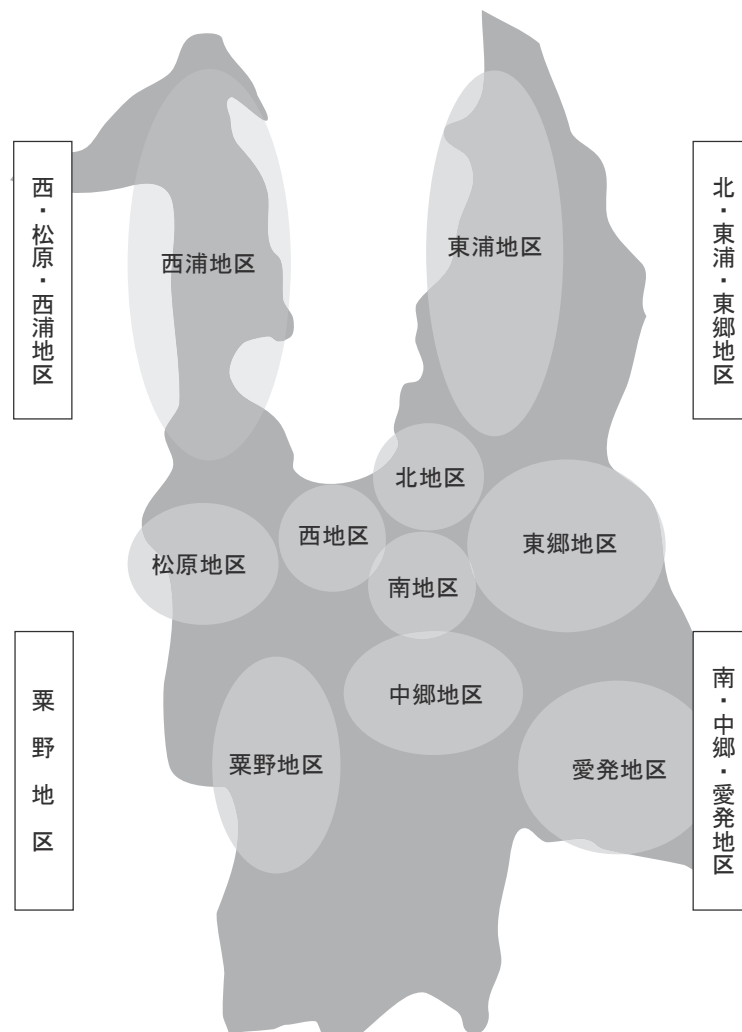 西・松原・西浦地区
北・東浦・東郷地区
西浦地区
東浦地区
北地区
西地区
東郷地区
松原地区
南地区
中郷地区
粟野地区
愛発地区
粟野地区
南・中郷・愛発地区